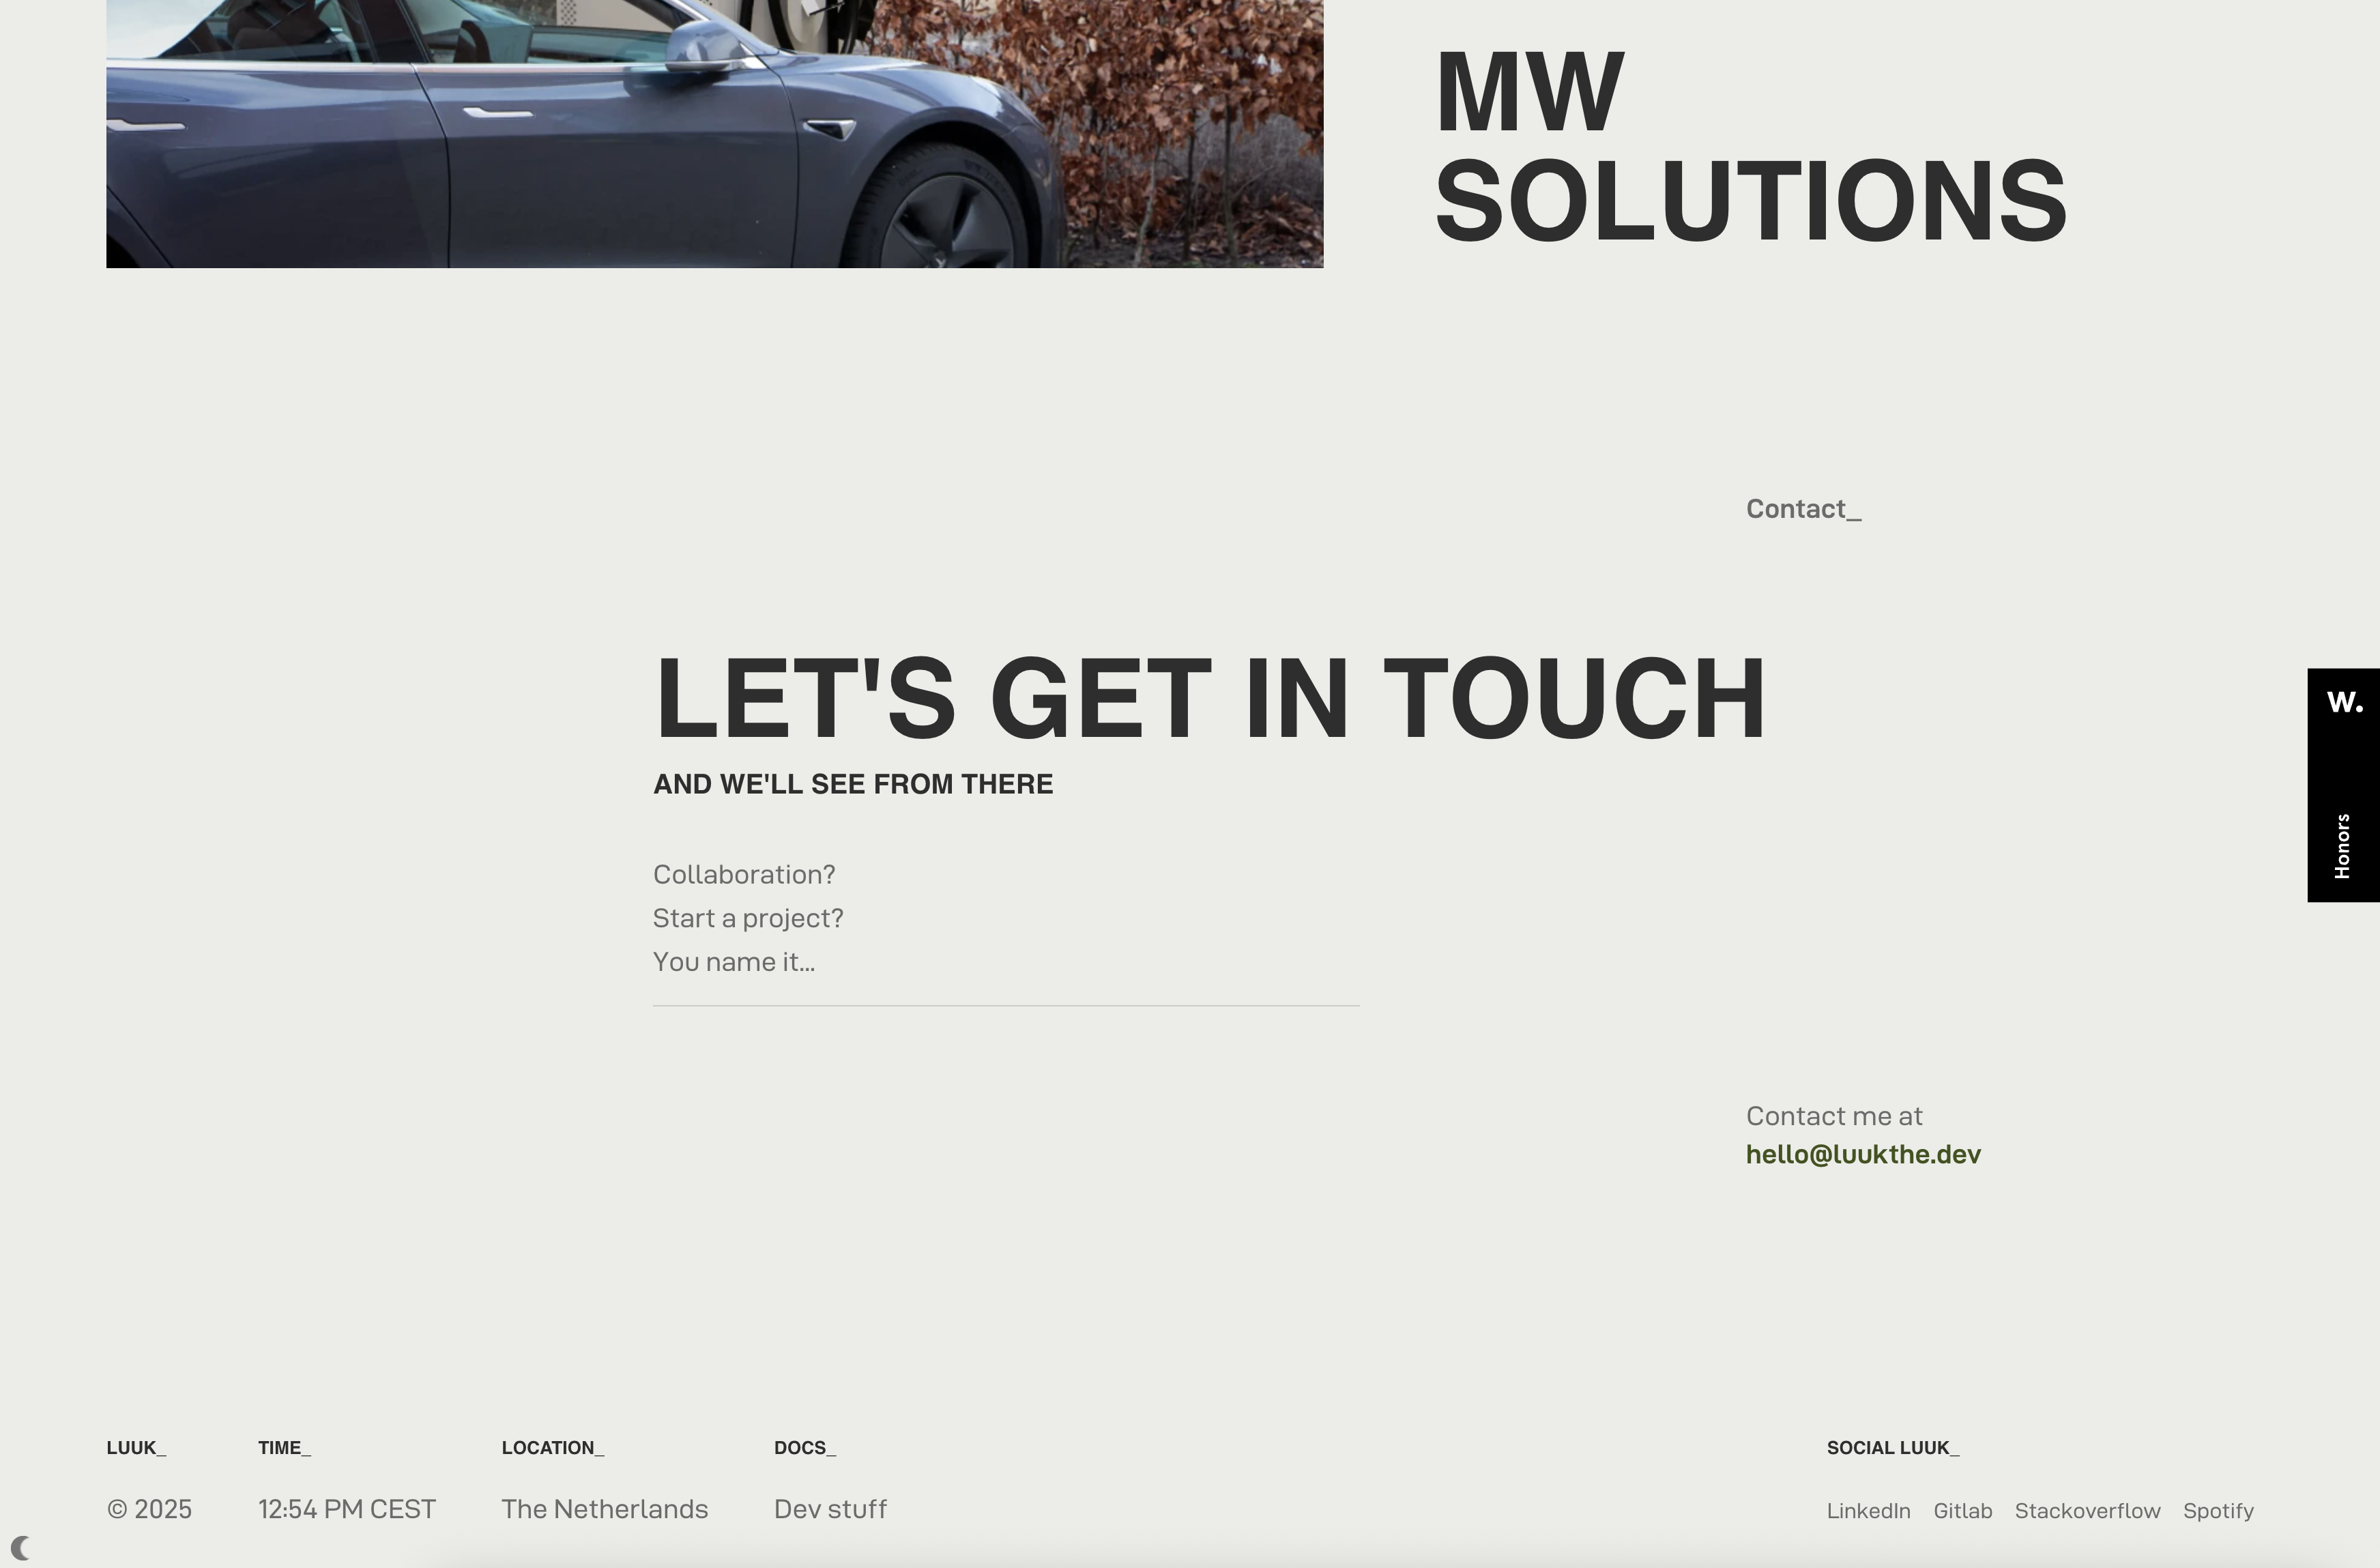 MW
SOLUTIONS
Contact_
LET'S GET IN TOUCH
AND WE'LL SEE FROM THERE
Collaboration?
Start a project?
You name it...
W.
Honors
Contact me at
hello@luukthe.dev
LUUK_ TIME_ LOCATION_ DOCS_ SOCIAL LUUK_
© 2025 12:54 PM CEST The Netherlands Dev stuff LinkedIn Gitlab Stackoverflow Spotify